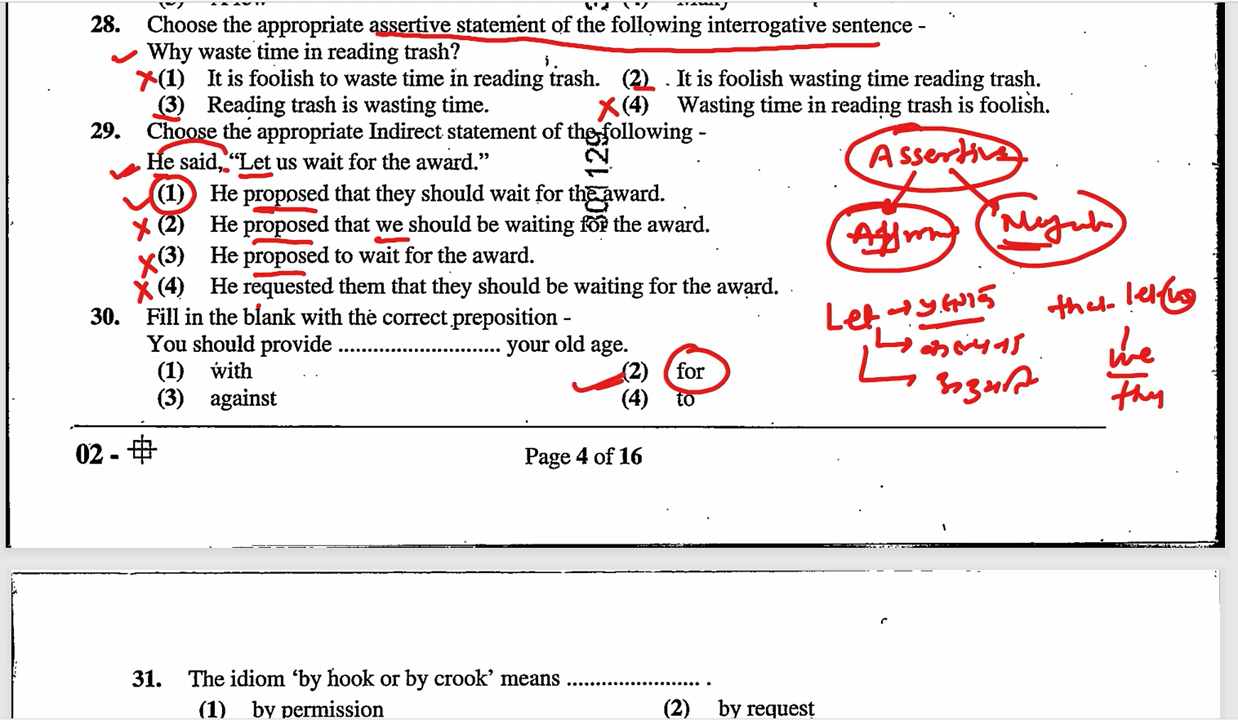 28. Choose the appropriate assertive statement of the following interrogative sentence -
Why waste time in reading trash?
(1) It is foolish to waste time in reading trash. (2) It is foolish wasting time reading trash.
(3) Reading trash is wasting time. (4) Wasting time in reading trash is foolish.
29. Choose the appropriate Indirect statement of the following -
He said, “Let us wait for the award.”
(1) He proposed that they should wait for the award.
(2) He proposed that we should be waiting for the award.
(3) He proposed to wait for the award.
(4) He requested them that they should be waiting for the award.
30. Fill in the blank with the correct preposition -
You should provide ............................ your old age.
(1) with (2) for
(3) against (4) to
Assertive
Let
we
they
02 -
Page 4 of 16
31. The idiom ‘by hook or by crook’ means ....................... .
(1) by permission (2) by request